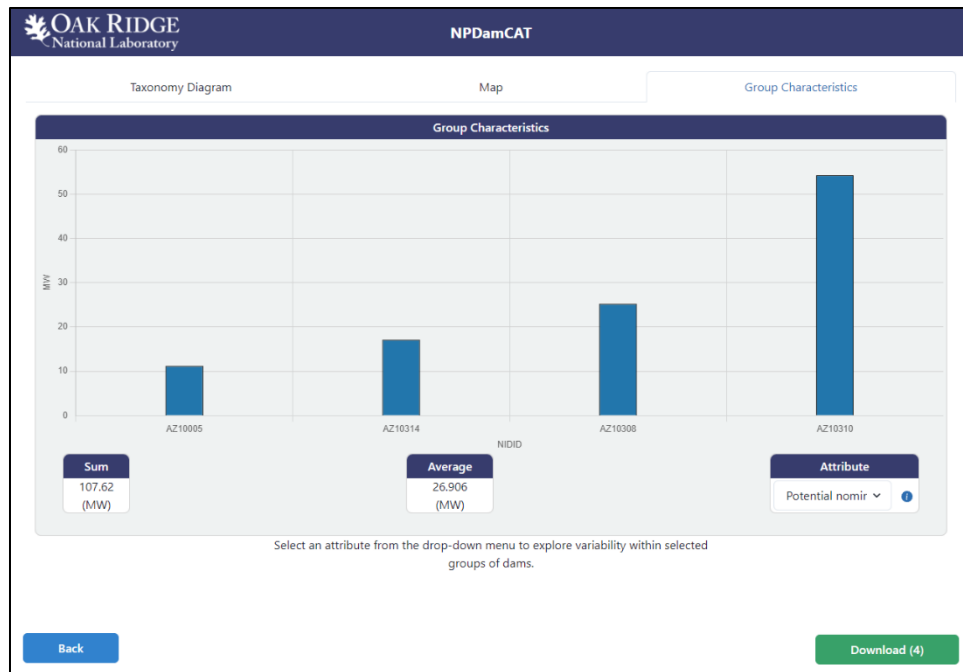 OAK RIDGE
National Laboratory
NPDamCAT
Taxonomy Diagram
Map
Group Characteristics
Group Characteristics
60
50
40
30
20
10
0
MW
AZ10005
AZ10314
AZ10308
AZ10310
NIDID
Sum
107.62
(MW)
Average
26.906
(MW)
Attribute
Potential nomir
Select an attribute from the drop-down menu to explore variability within selected
groups of dams.
Back
Download (4)